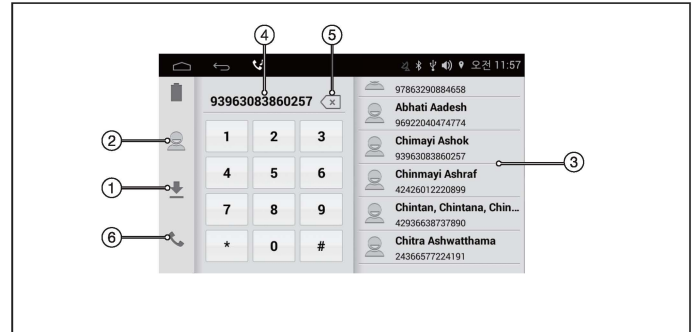 ④ ⑤
오전 11:57
93963083860257
1 2 3
4 5 6
7 8 9
* 0 #
97863290884658
Abhati Aadesh
96922040474774
Chimayi Ashok
93963083860257
Chinmayi Ashraf
42426012220899
Chintan, Chintana, Chin...
42936638737890
Chitra Ashwatthama
24366577224191
②
①
⑥
③